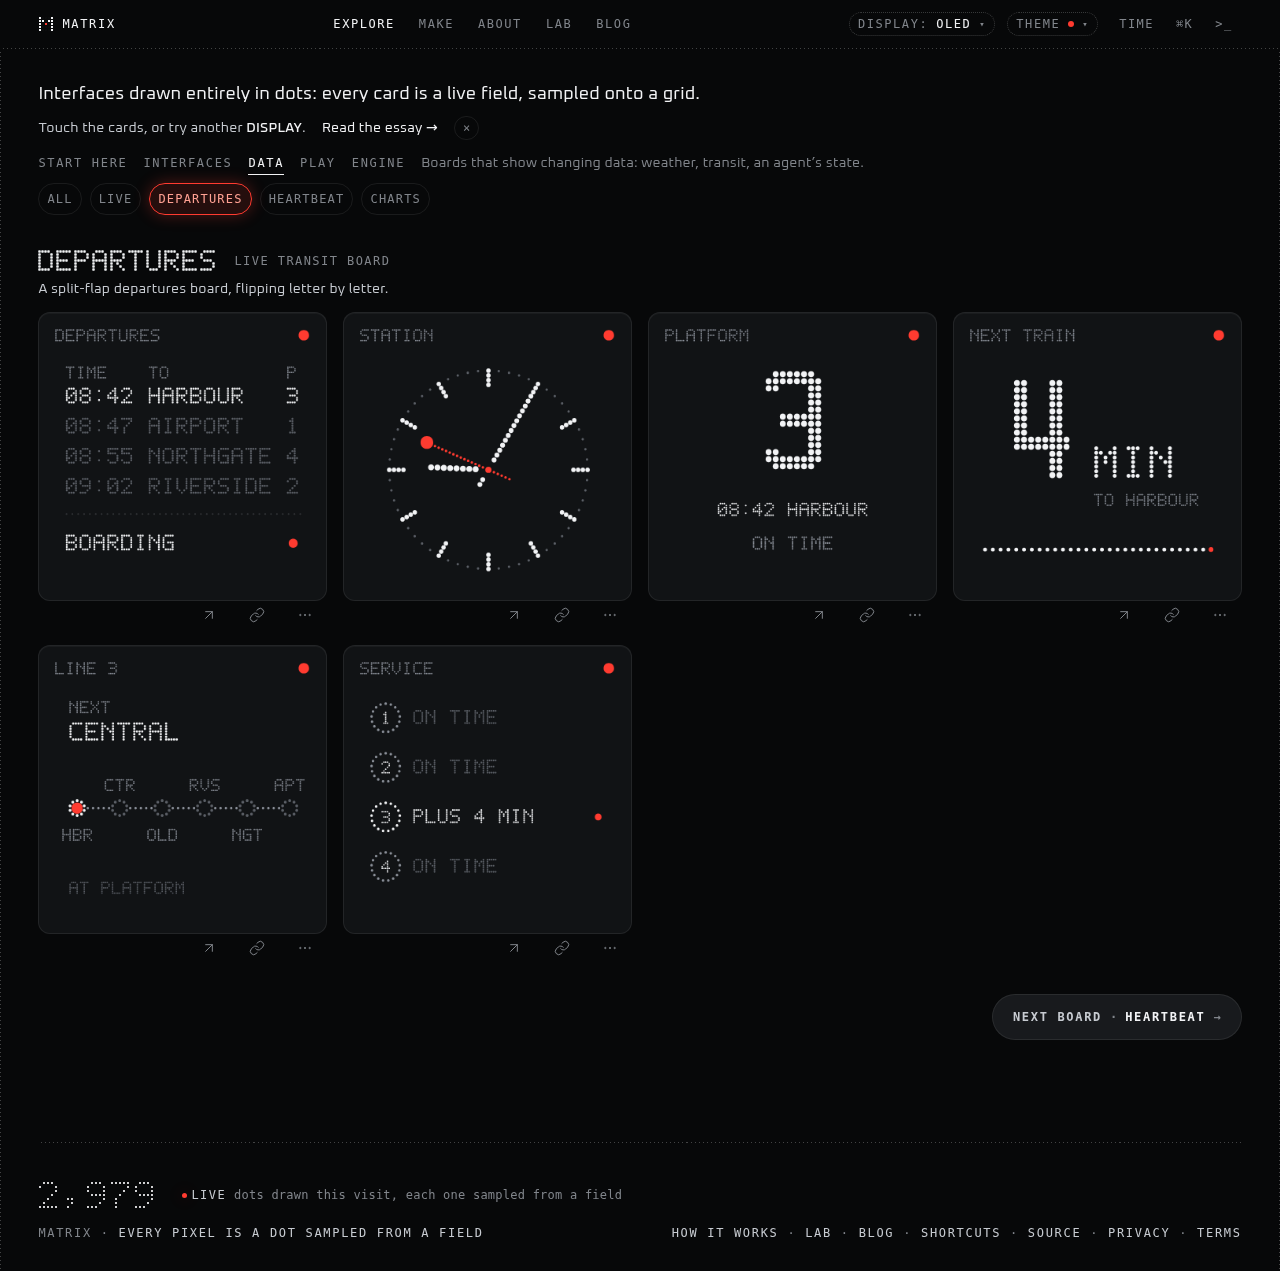 MATRIX
EXPLORE MAKE ABOUT LAB BLOG
DISPLAY: OLED ▾ THEME ▾ TIME ⌘K >_
Interfaces drawn entirely in dots: every card is a live field, sampled onto a grid.
Touch the cards, or try another DISPLAY. Read the essay → ×
START HERE INTERFACES DATA PLAY ENGINE Boards that show changing data: weather, transit, an agent’s state.
ALL LIVE DEPARTURES HEARTBEAT CHARTS
DEPARTURES LIVE TRANSIT BOARD
A split-flap departures board, flipping letter by letter.
DEPARTURES
TIME TO P
08:42 HARBOUR 3
08:47 AIRPORT 1
08:55 NORTHGATE 4
09:02 RIVERSIDE 2
BOARDING
STATION
PLATFORM
3
08:42 HARBOUR
ON TIME
NEXT TRAIN
4 MIN
TO HARBOUR
LINE 3
NEXT
CENTRAL
CTR RVS APT
HBR OLD NGT
AT PLATFORM
SERVICE
1 ON TIME
2 ON TIME
3 PLUS 4 MIN
4 ON TIME
NEXT BOARD · HEARTBEAT →
2,979 LIVE dots drawn this visit, each one sampled from a field
MATRIX · EVERY PIXEL IS A DOT SAMPLED FROM A FIELD
HOW IT WORKS · LAB · BLOG · SHORTCUTS · SOURCE · PRIVACY · TERMS